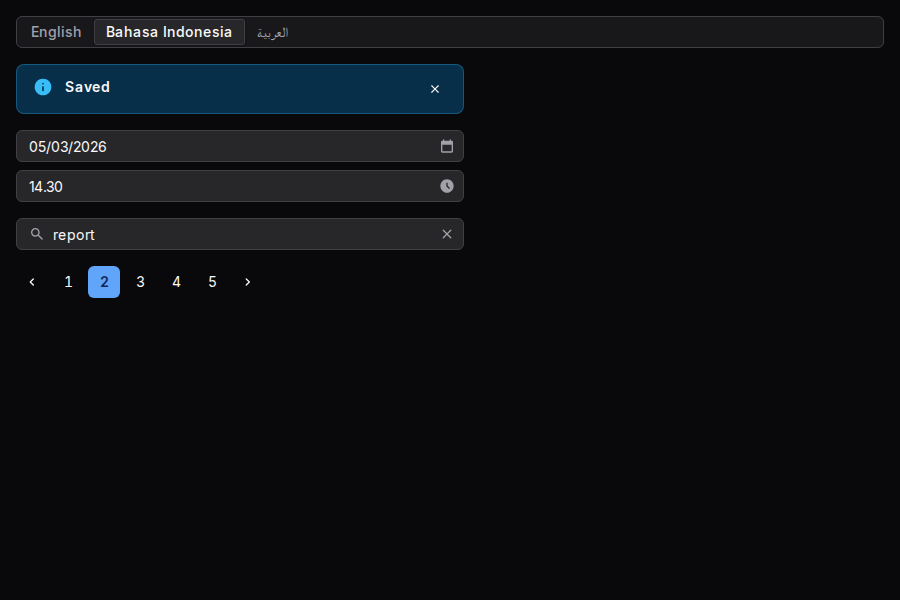 English Bahasa Indonesia العربية
Saved
05/03/2026
14.30
report
1 2 3 4 5